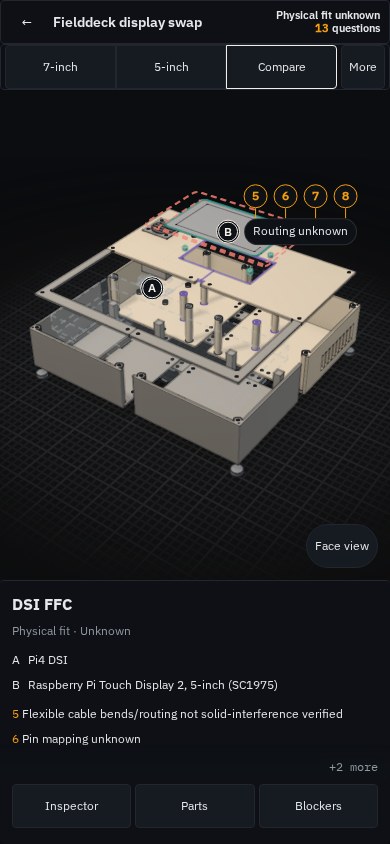 ← Fielddeck display swap
Physical fit unknown
13 questions
7-inch
5-inch
Compare
More
5 6 7 8
B
Routing unknown
A
Face view
DSI FFC
Physical fit · Unknown
A Pi4 DSI
B Raspberry Pi Touch Display 2, 5-inch (SC1975)
5 Flexible cable bends/routing not solid-interference verified
6 Pin mapping unknown
+2 more
Inspector
Parts
Blockers